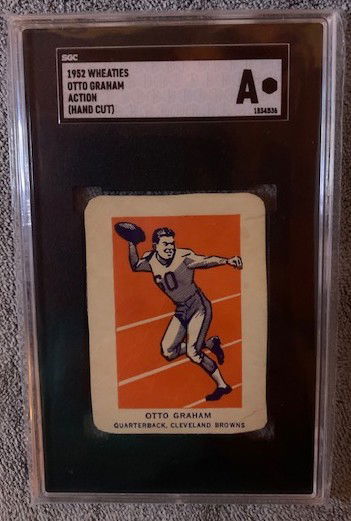 SGC
1952 WHEATIES
OTTO GRAHAM
ACTION
(HAND CUT)
A
1834836
60
OTTO GRAHAM
QUARTERBACK, CLEVELAND BROWNS